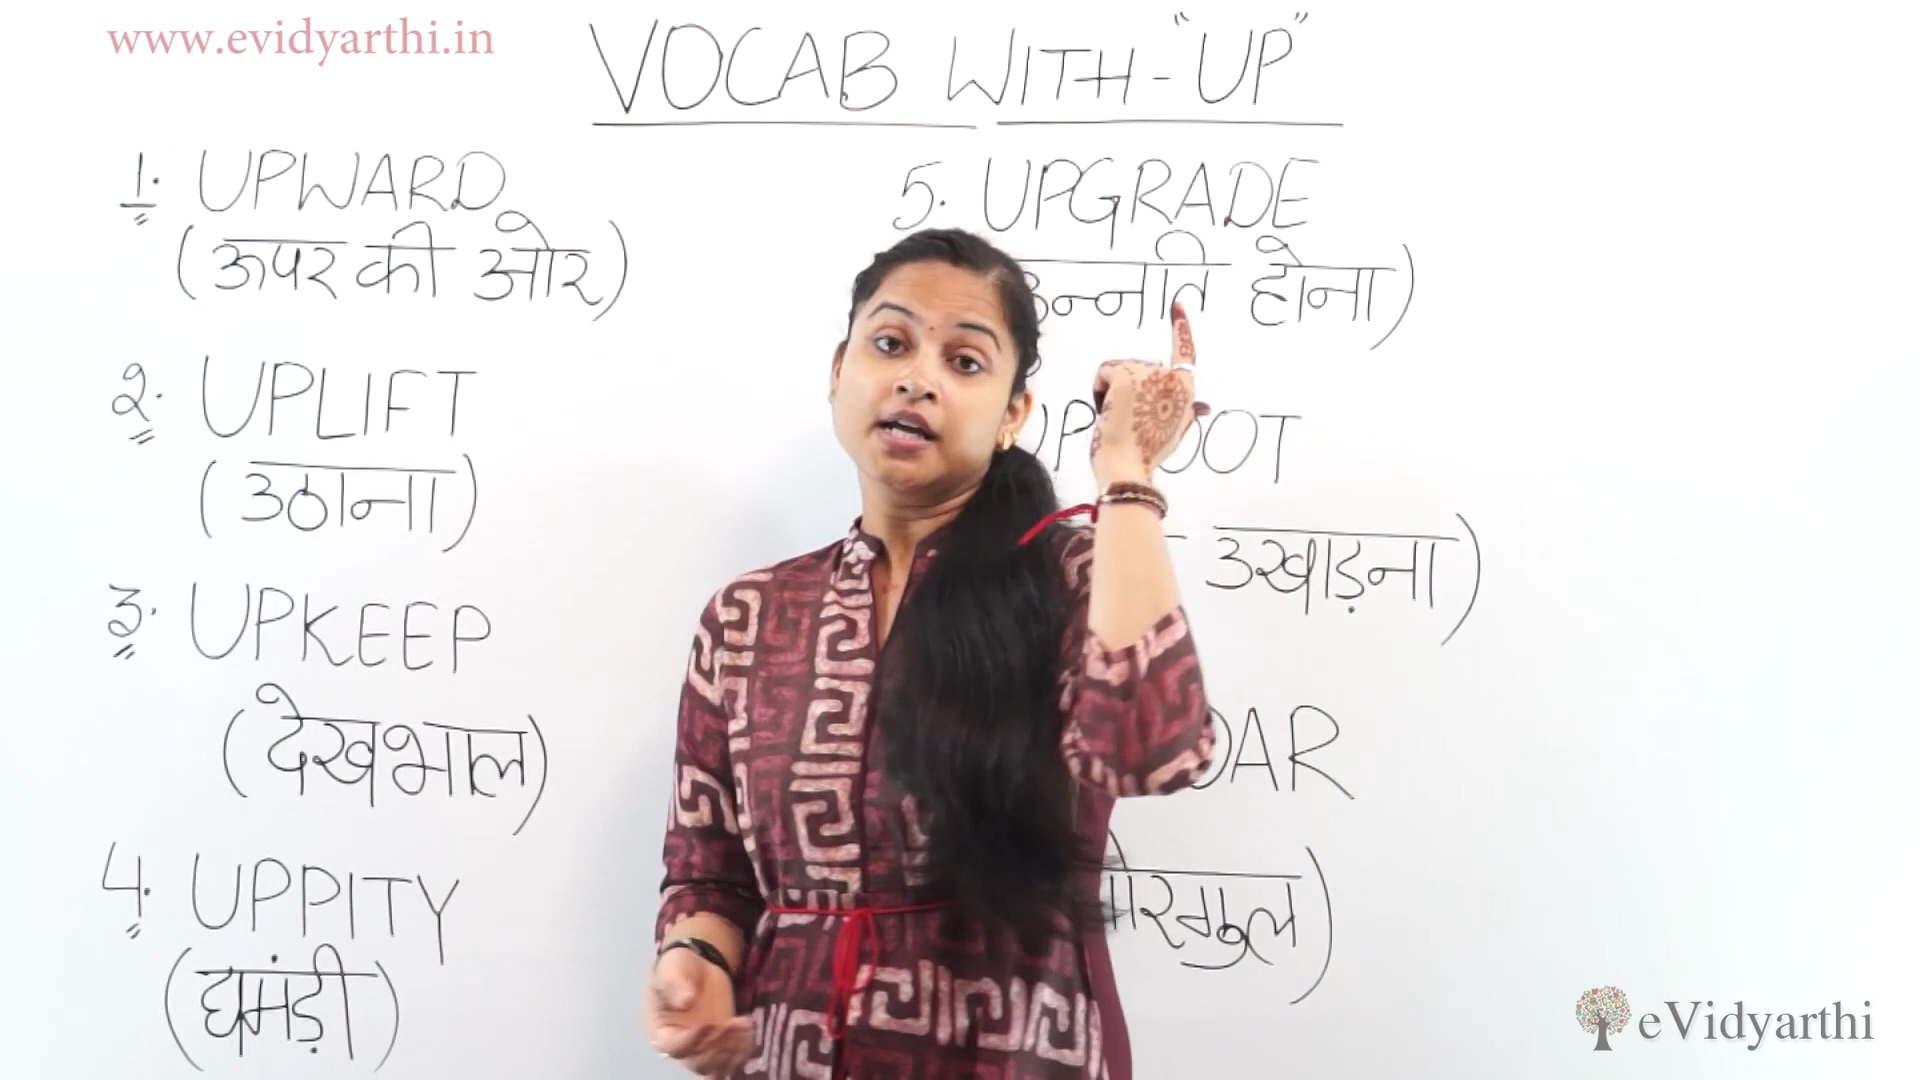 www.evidyarthi.in
VOCAB WITH - "UP"
1. UPWARD
(ऊपर की ओर)
2. UPLIFT
(उठाना)
3. UPKEEP
(देखभाल)
4. UPPITY
(घमंड़ी)
5. UPGRADE
उन्नति होना)
उखाड़ना)
eVidyarthi